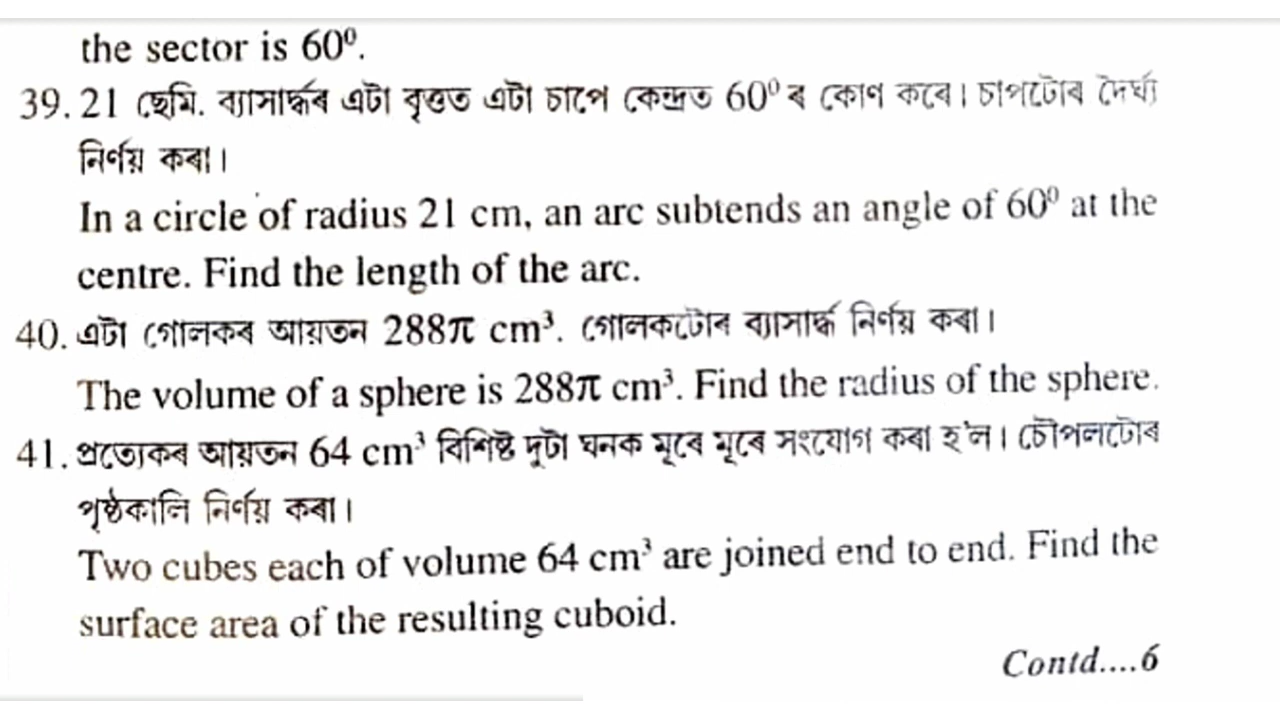 the sector is 60⁰.
39. 21 ছেমি. ব্যাসাৰ্দ্ধৰ এটা বৃত্তত এটা চাপে কেন্দ্ৰত 60⁰ ৰ কোণ কৰে। চাপটোৰ দৈৰ্ঘ্য
নিৰ্ণয় কৰা।
In a circle of radius 21 cm, an arc subtends an angle of 60⁰ at the
centre. Find the length of the arc.
40. এটা গোলকৰ আয়তন 288π cm³. গোলকটোৰ ব্যাসাৰ্দ্ধ নিৰ্ণয় কৰা।
The volume of a sphere is 288π cm³. Find the radius of the sphere.
41. প্ৰত্যেকৰ আয়তন 64 cm³ বিশিষ্ট দুটা ঘনক মূৰে মূৰে সংযোগ কৰা হ'ল। চৌপলটোৰ
পৃষ্ঠকালি নিৰ্ণয় কৰা।
Two cubes each of volume 64 cm³ are joined end to end. Find the
surface area of the resulting cuboid.
Contd....6